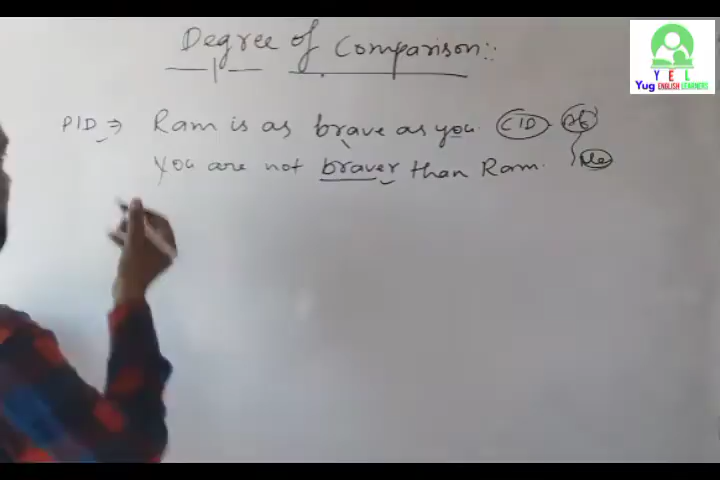 Degree of Comparison::
PID → Ram is as brave as you. CID
You are not braver than Ram.
YEL
Yug ENGLISH LEARNERS